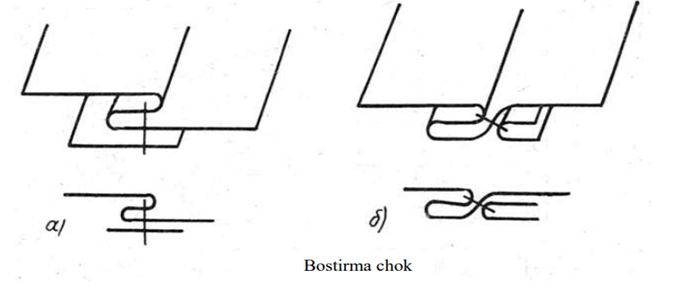 а) б)
Bostirma chok